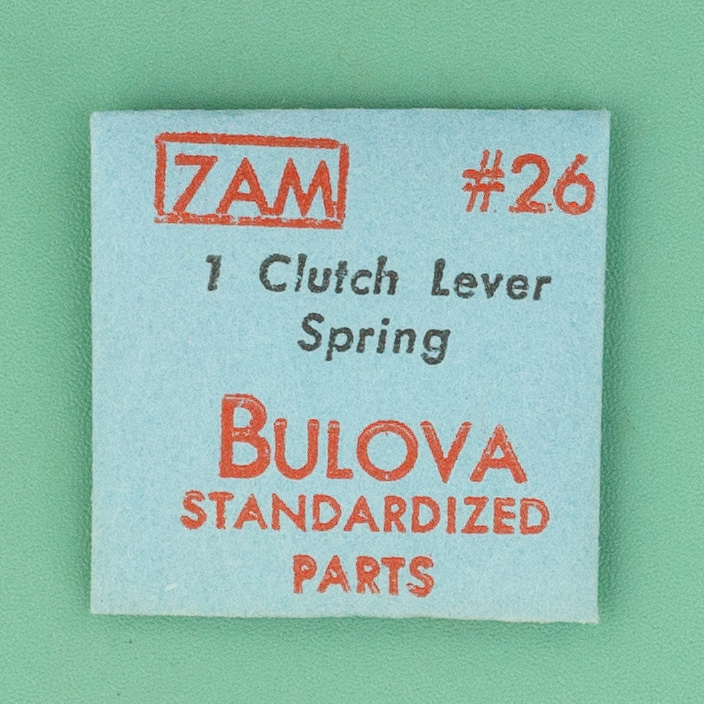 7AM #26
1 Clutch Lever
Spring
BULOVA
STANDARDIZED
PARTS